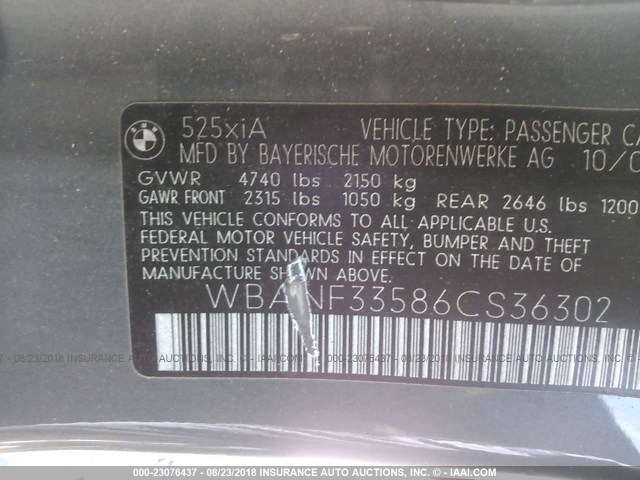 BMW
525xiA VEHICLE TYPE: PASSENGER
MFD BY BAYERISCHE MOTORENWERKE AG 10/0
GVWR 4740 lbs 2150 kg
GAWR FRONT 2315 lbs 1050 kg REAR 2646 lbs 1200
THIS VEHICLE CONFORMS TO ALL APPLICABLE U.S.
FEDERAL MOTOR VEHICLE SAFETY, BUMPER AND THEFT
PREVENTION STANDARDS IN EFFECT ON THE DATE OF
MANUFACTURE SHOWN ABOVE.
WBANF33586CS36302
000-23076437 - 08/23/2018 INSURANCE AUTO AUCTIONS, INC. - © - IAAI.COM